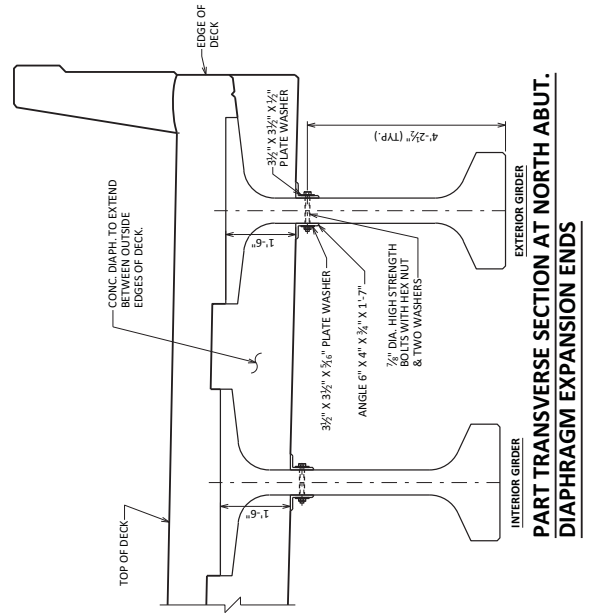 EDGE OF
DECK
CONC. DIAPH. TO EXTEND
BETWEEN OUTSIDE
EDGES OF DECK.
TOP OF DECK
3½" X 3½" X ½"
PLATE WASHER
1'-6"
1'-6"
4'-2½" (TYP.)
3½" X 3½" X 5/16" PLATE WASHER
ANGLE 6" X 4" X ¾" X 1'-7"
⅞" DIA. HIGH STRENGTH
BOLTS WITH HEX NUT
& TWO WASHERS
INTERIOR GIRDER
EXTERIOR GIRDER
PART TRANSVERSE SECTION AT NORTH ABUT.
DIAPHRAGM EXPANSION ENDS